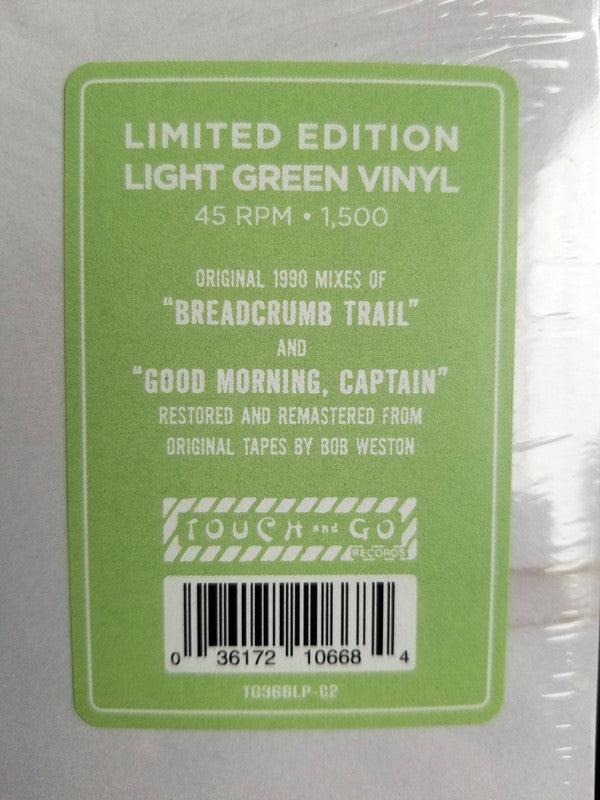 LIMITED EDITION
LIGHT GREEN VINYL
45 RPM • 1,500
ORIGINAL 1990 MIXES OF
“BREADCRUMB TRAIL”
AND
“GOOD MORNING, CAPTAIN”
RESTORED AND REMASTERED FROM
ORIGINAL TAPES BY BOB WESTON
TOUCH and GO
RECORDS
0 36172 10668 4
TG366LP-C2